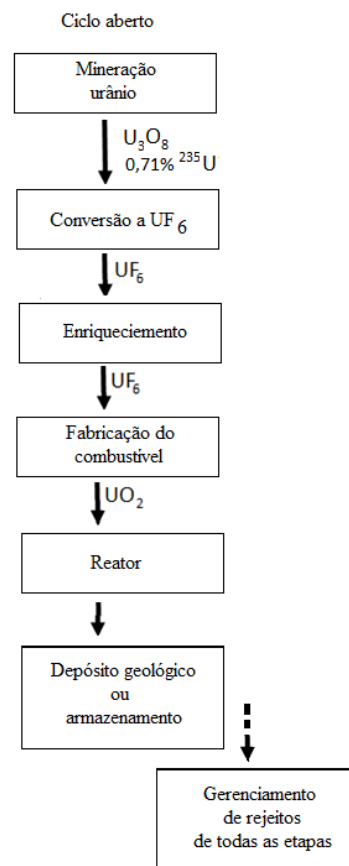 Ciclo aberto
Mineração
urânio
U₃O₈
0,71% ²³⁵U
Conversão a UF₆
UF₆
Enriqueciemento
UF₆
Fabricação do
combustível
UO₂
Reator
Depósito geológico
ou
armazenamento
Gerenciamento
de rejeitos
de todas as etapas